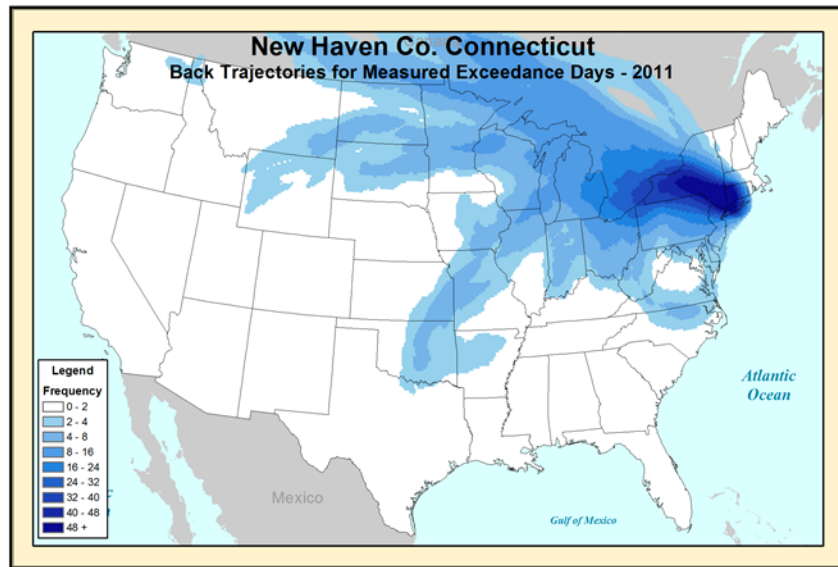 New Haven Co. Connecticut
Back Trajectories for Measured Exceedance Days - 2011
Atlantic
Ocean
Legend
Frequency
0 - 2
2 - 4
4 - 8
8 - 16
16 - 24
24 - 32
32 - 40
40 - 48
48 +
Mexico
Gulf of Mexico